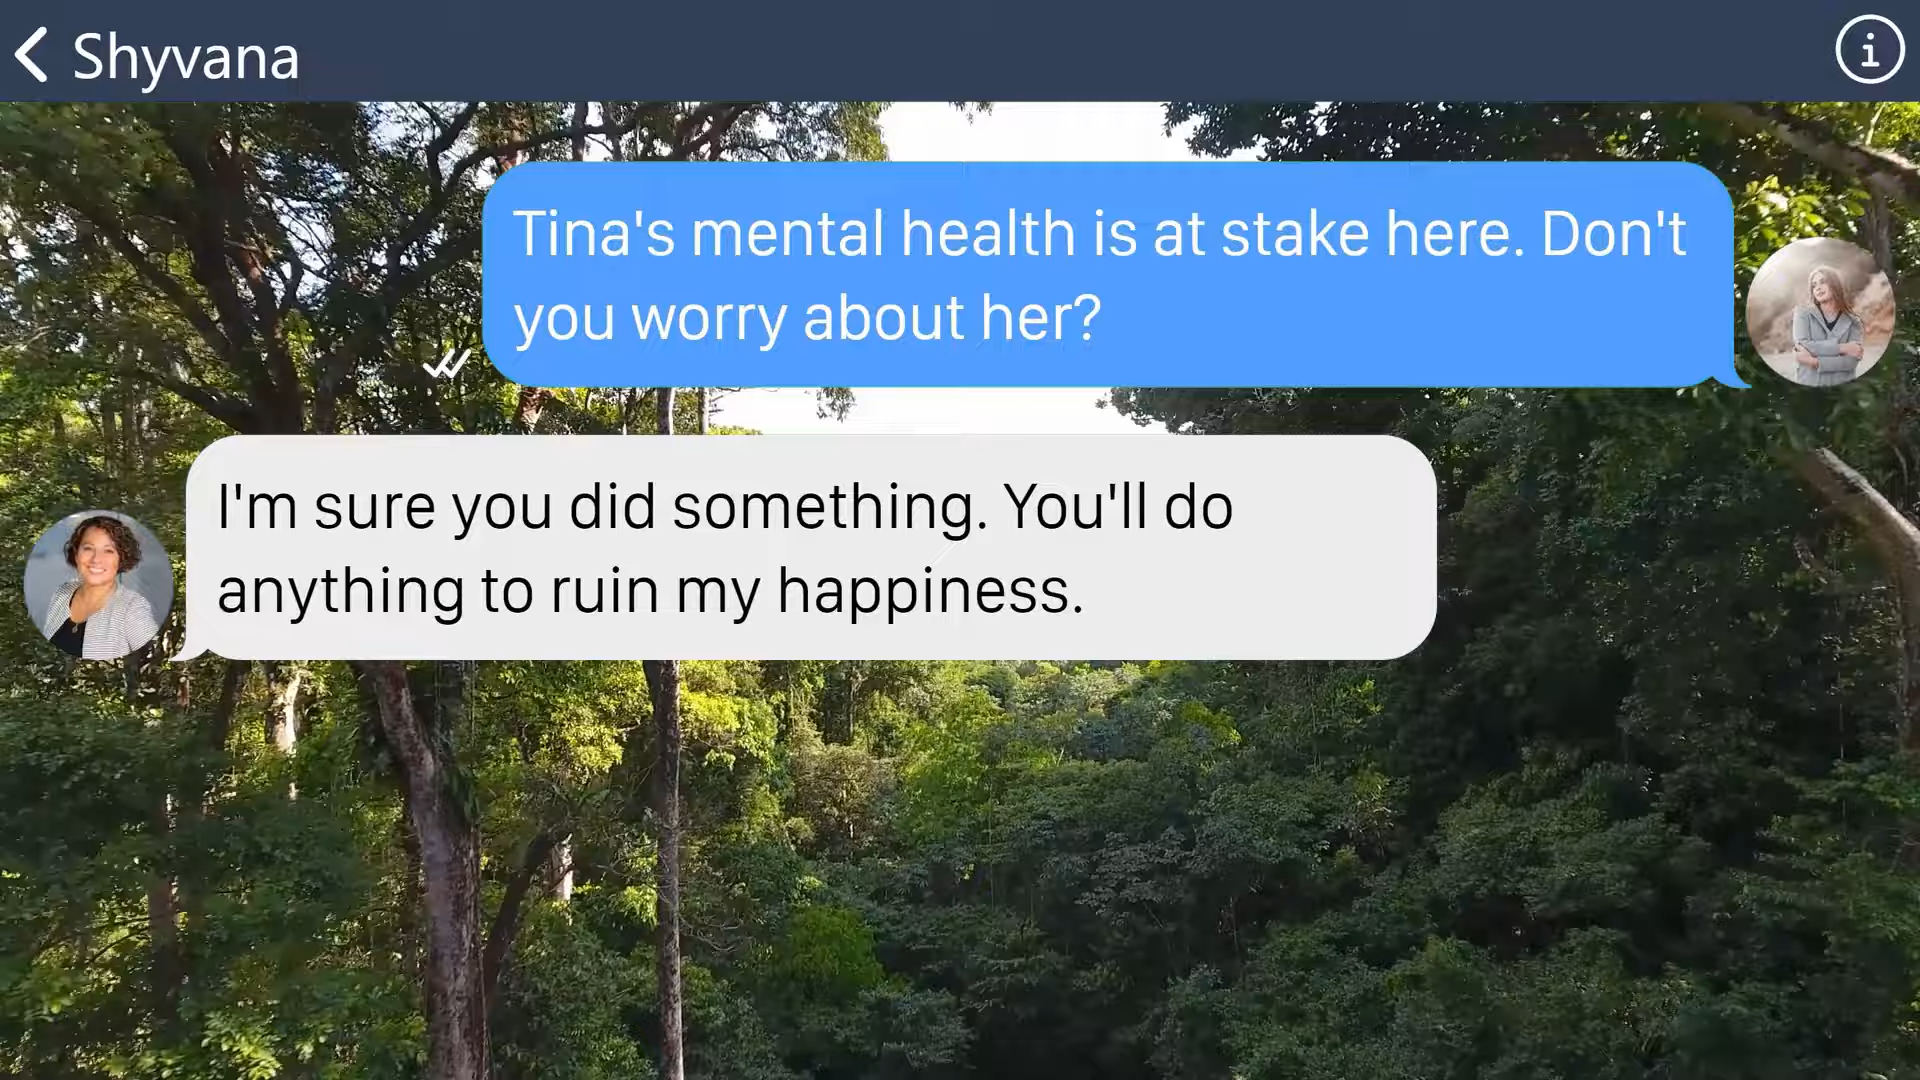 Shyvana
Tina's mental health is at stake here. Don't
you worry about her?
I'm sure you did something. You'll do
anything to ruin my happiness.